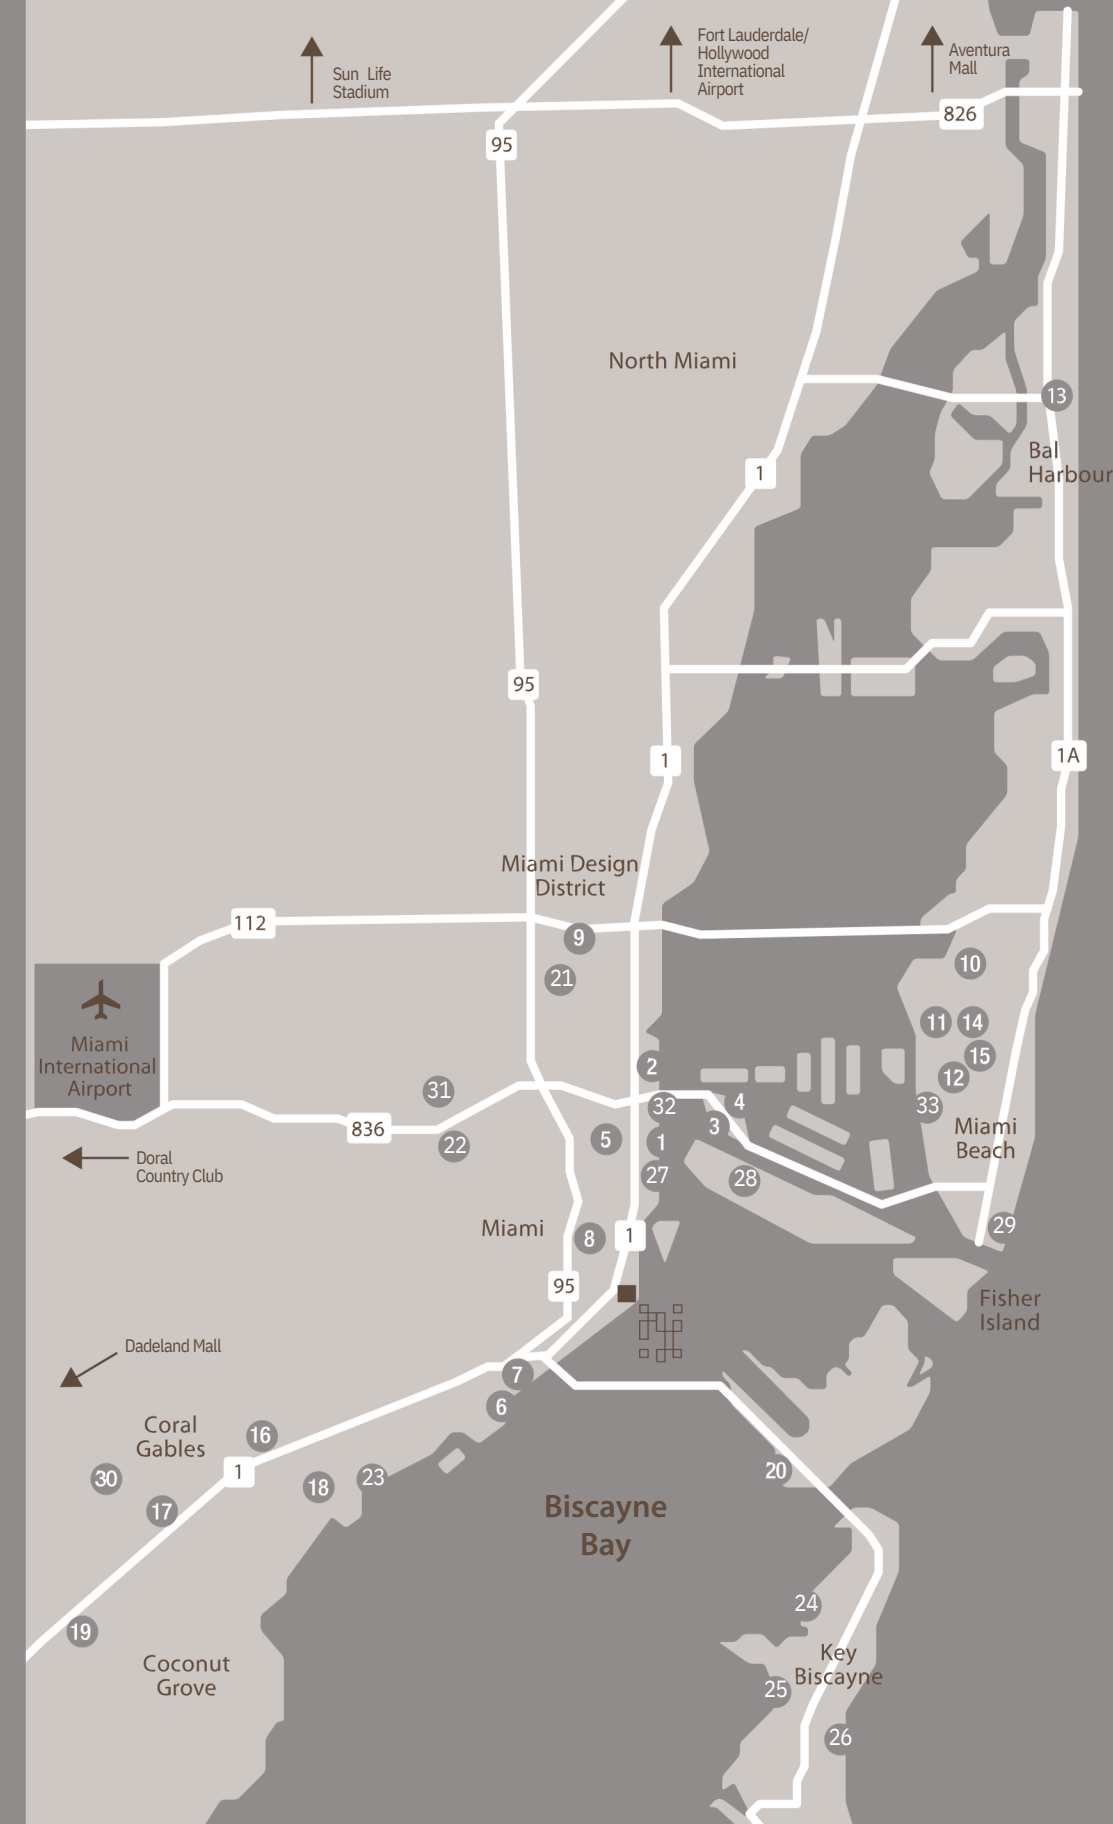 Fort Lauderdale/
Hollywood
International
Airport
Aventura
Mall
Sun Life
Stadium
826
95
North Miami
13
Bal
Harbour
1
95
1
1A
Miami Design
District
112
9
10
21
11
14
Miami
International
Airport
2
15
12
31
32
4
33
3
836
5
1
Miami
Beach
22
Doral
Country Club
27
28
Miami
8
1
29
95
Fisher
Island
Dadeland Mall
7
6
Coral
Gables
16
1
20
30
18
23
17
Biscayne
Bay
24
19
Key
Biscayne
Coconut
Grove
25
26